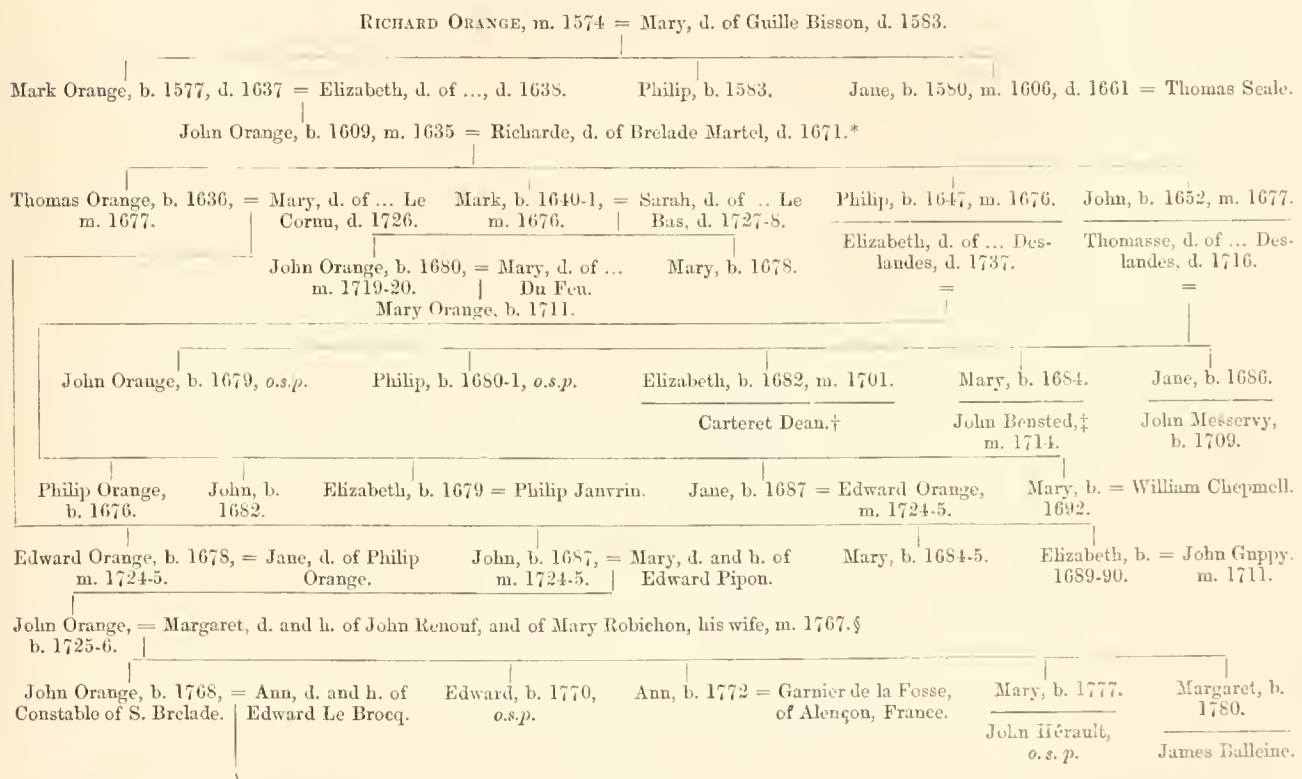 RICHARD ORANGE, m. 1574 = Mary, d. of Guille Bisson, d. 1583.
Mark Orange, b. 1577, d. 1637 = Elizabeth, d. of ..., d. 1638. Philip, b. 1583. Jane, b. 1580, m. 1606, d. 1661 = Thomas Seale.
John Orange, b. 1609, m. 1635 = Richarde, d. of Brelade Martel, d. 1671.*
Thomas Orange, b. 1636, = Mary, d. of ... Le Mark, b. 1640-1, = Sarah, d. of .. Le Philip, b. 1647, m. 1676. John, b. 1652, m. 1677.
m. 1677. Cornu, d. 1726. m. 1676. Bas, d. 1727-8. Elizabeth, d. of ... Des- Thomasse, d. of ... Des-
landes, d. 1737. landes, d. 1716.
John Orange, b. 1680, = Mary, d. of ... Mary, b. 1678. = =
m. 1719-20. Du Feu.
Mary Orange, b. 1711.
John Orange, b. 1679, o.s.p. Philip, b. 1680-1, o.s.p. Elizabeth, b. 1682, m. 1701. Mary, b. 1684. Jane, b. 1686.
Carteret Dean.† John Bensted,‡ John Messervy,
m. 1714. b. 1709.
Philip Orange, John, b. Elizabeth, b. 1679 = Philip Janvrin. Jane, b. 1687 = Edward Orange, Mary, b. = William Chepmell.
b. 1676. 1682. m. 1724-5. 1692.
Edward Orange, b. 1678, = Jane, d. of Philip John, b. 1687, = Mary, d. and h. of Mary, b. 1684-5. Elizabeth, b. = John Guppy.
m. 1724-5. Orange. m. 1724-5. Edward Pipon. 1689-90. m. 1711.
John Orange, = Margaret, d. and h. of John Renouf, and of Mary Robichon, his wife, m. 1767.§
b. 1725-6.
John Orange, b. 1768, = Ann, d. and h. of Edward, b. 1770, Ann, b. 1772 = Garnier de la Fosse, Mary, b. 1777. Margaret, b.
Constable of S. Brelade. Edward Le Brocq. o.s.p. of Alençon, France. John Hérault, 1780.
o. s. p. James Balleine.